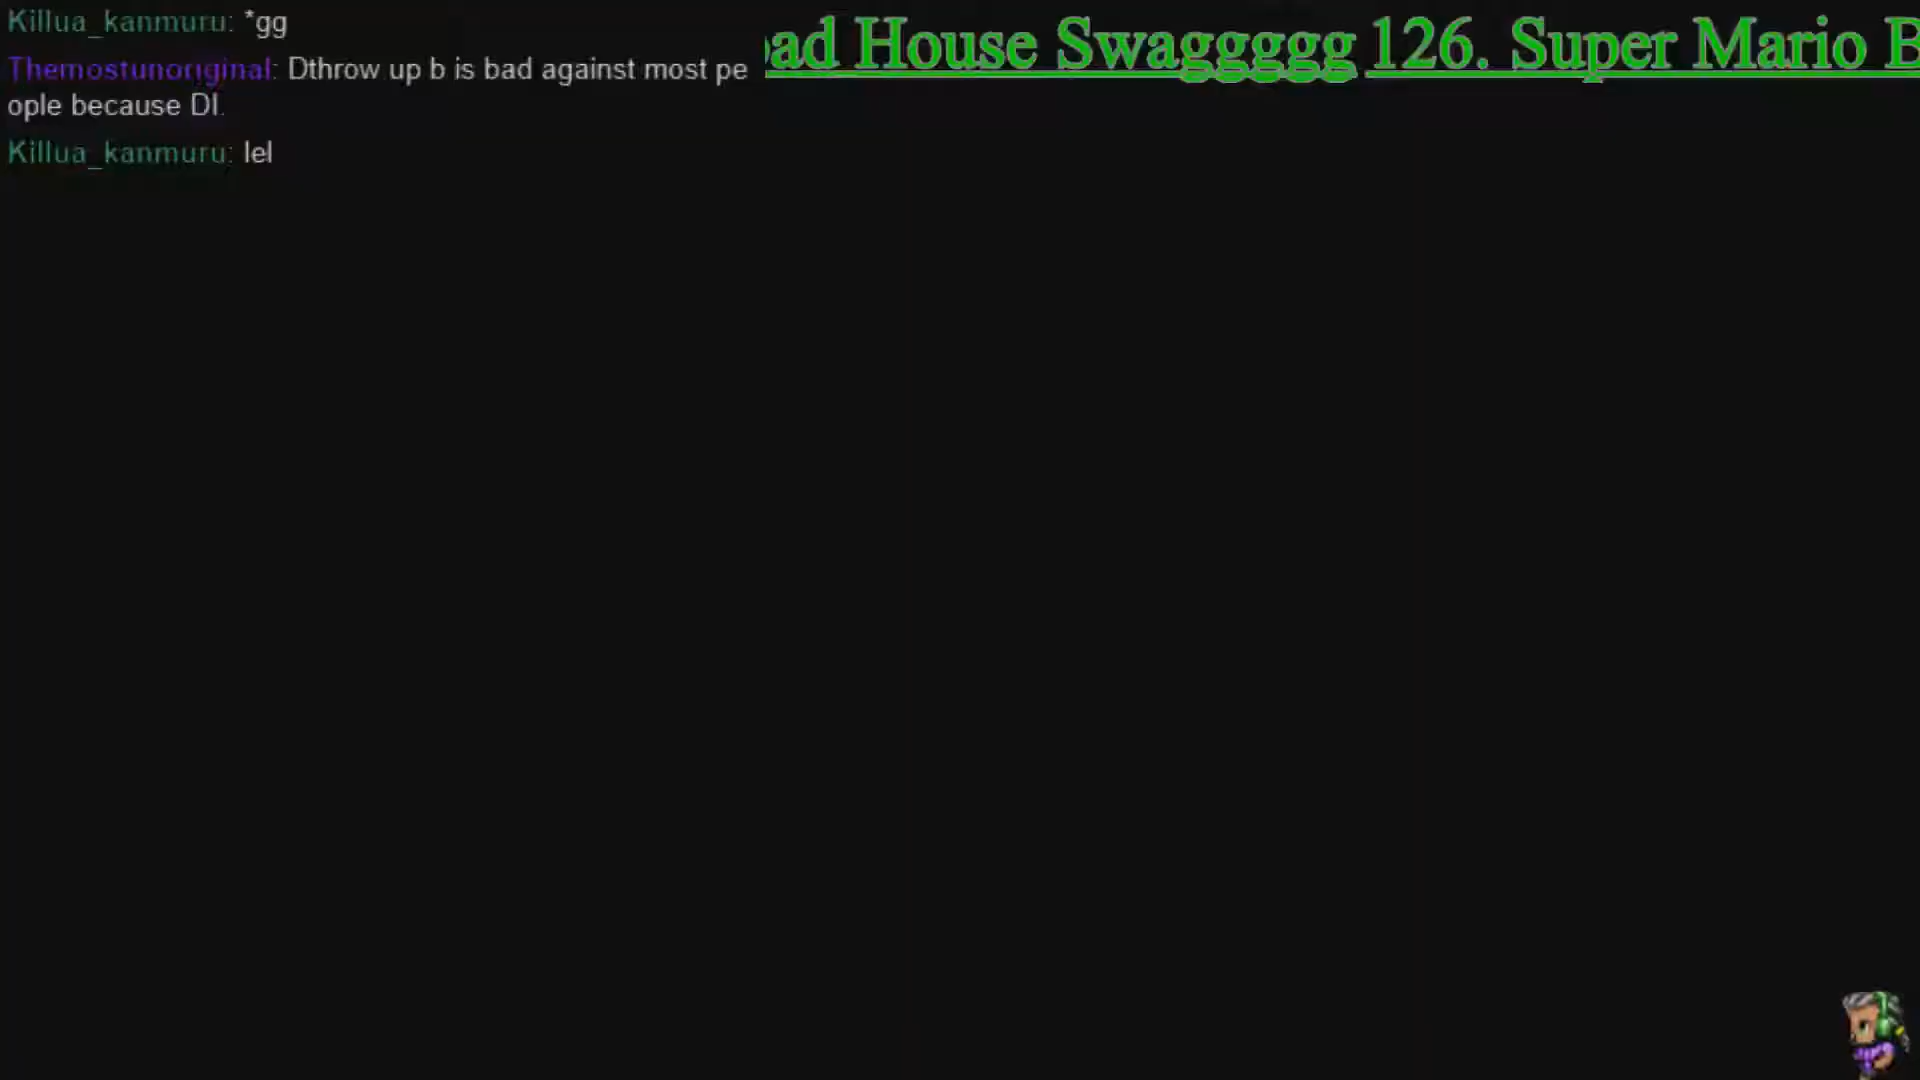 Killua_kanmuru: *gg
Themostunoriginal: Dthrow up b is bad against most pe
ople because DI.
Killua_kanmuru: lel
ad House Swaggggg 126. Super Mario B